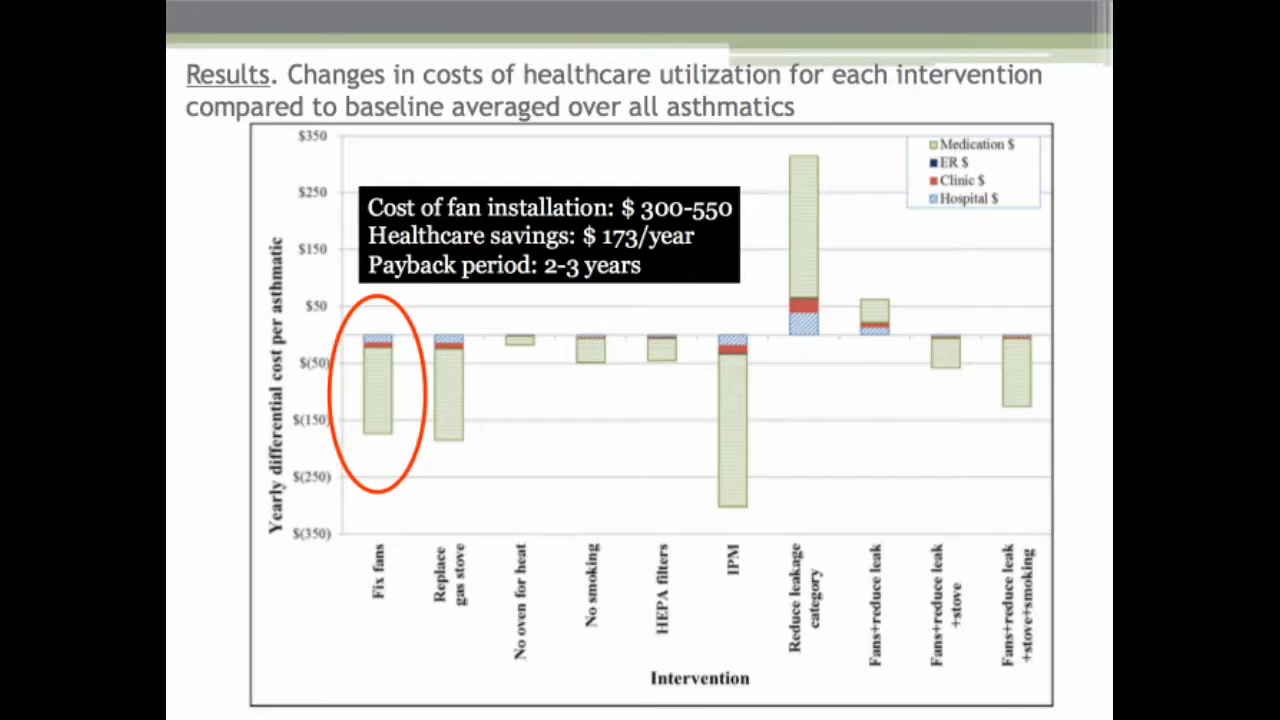 Results. Changes in costs of healthcare utilization for each intervention
compared to baseline averaged over all asthmatics
$350
$250
$150
$50
$(50)
$(150)
$(250)
$(350)
Yearly differential cost per asthmatic
Medication $
ER $
Clinic $
Hospital $
Cost of fan installation: $ 300-550
Healthcare savings: $ 173/year
Payback period: 2-3 years
Fix fans
Replace
gas stove
No oven for heat
No smoking
HEPA filters
IPM
Reduce leakage
category
Fans+reduce leak
Fans+reduce leak
+stove
Fans+reduce leak
+stove+smoking
Intervention